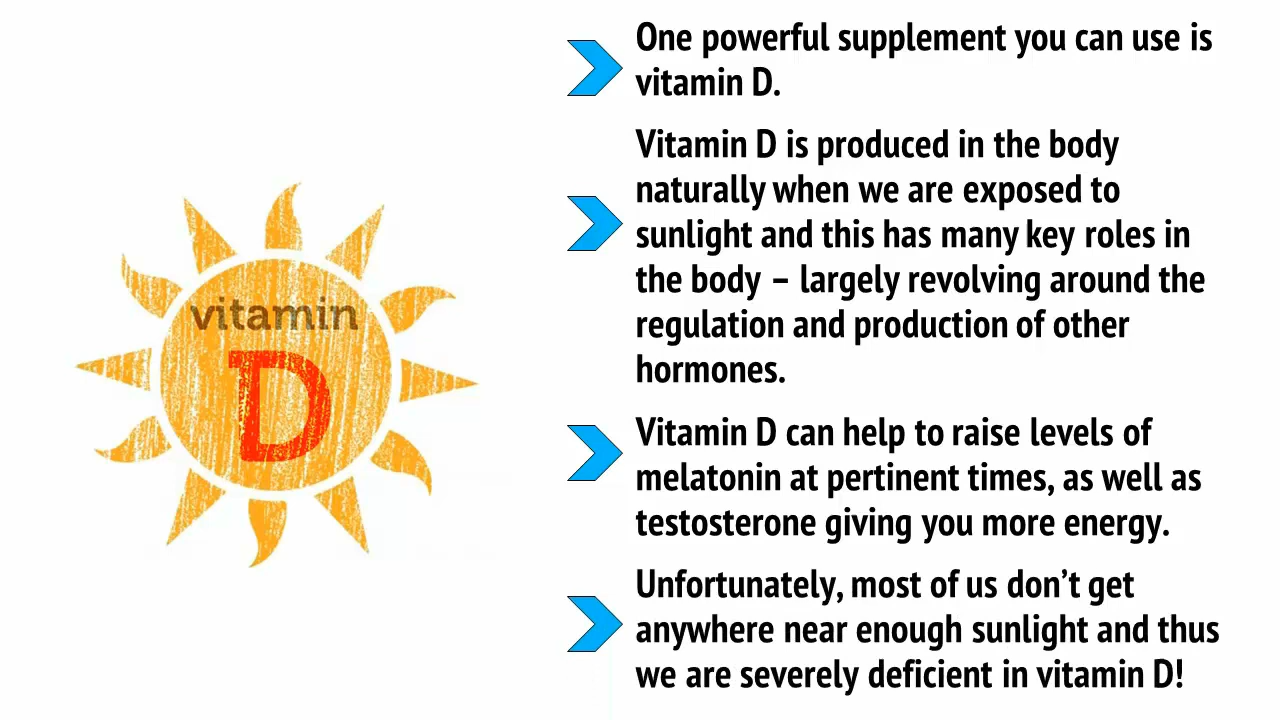 vitamin
D
One powerful supplement you can use is
vitamin D.
Vitamin D is produced in the body
naturally when we are exposed to
sunlight and this has many key roles in
the body – largely revolving around the
regulation and production of other
hormones.
Vitamin D can help to raise levels of
melatonin at pertinent times, as well as
testosterone giving you more energy.
Unfortunately, most of us don’t get
anywhere near enough sunlight and thus
we are severely deficient in vitamin D!